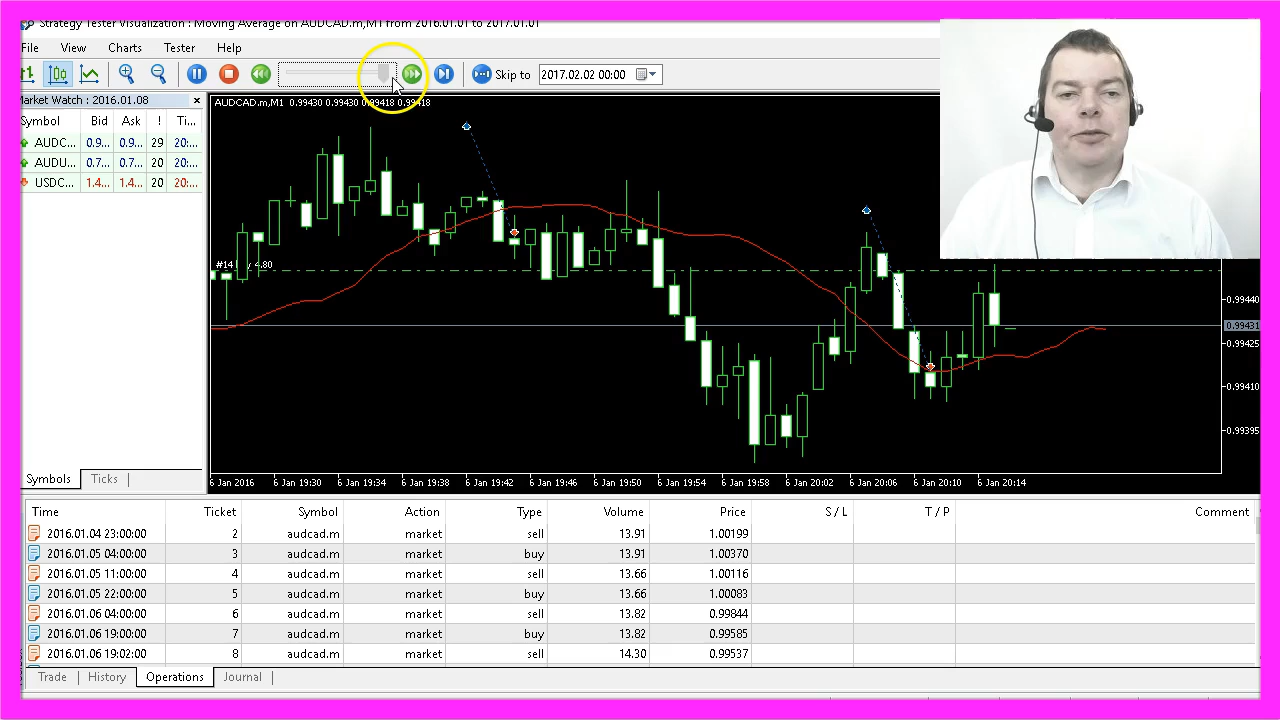 Strategy Tester Visualization : Moving Average on AUDCAD.m,M1 from 2016.01.01 to 2017.01.01
File View Charts Tester Help
Skip to 2017.02.02 00:00
Market Watch : 2016.01.08
Symbol Bid Ask ! Ti...
AUDC... 0.9... 0.9... 29 20:...
AUDU... 0.7... 0.7... 20 20:...
USDC... 1.4... 1.4... 20 20:...
Symbols Ticks
AUDCAD.m,M1 0.99430 0.99430 0.99418 0.99418
#14 4.80
0.99440
0.99431
0.99425
0.99410
0.99395
6 Jan 2016 6 Jan 19:30 6 Jan 19:34 6 Jan 19:38 6 Jan 19:42 6 Jan 19:46 6 Jan 19:50 6 Jan 19:54 6 Jan 19:58 6 Jan 20:02 6 Jan 20:06 6 Jan 20:10 6 Jan 20:14
Time Ticket Symbol Action Type Volume Price S / L T / P Comment
2016.01.04 23:00:00 2 audcad.m market sell 13.91 1.00199
2016.01.05 04:00:00 3 audcad.m market buy 13.91 1.00370
2016.01.05 11:00:00 4 audcad.m market sell 13.66 1.00116
2016.01.05 22:00:00 5 audcad.m market buy 13.66 1.00083
2016.01.06 04:00:00 6 audcad.m market sell 13.82 0.99844
2016.01.06 19:00:00 7 audcad.m market buy 13.82 0.99585
2016.01.06 19:02:00 8 audcad.m market sell 14.30 0.99537
Trade History Operations Journal